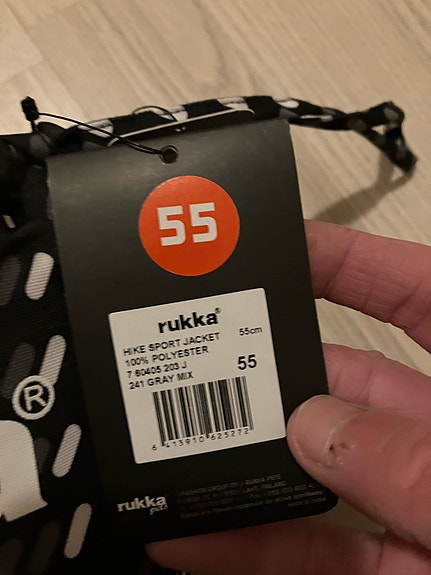 55
rukka®
HIKE SPORT JACKET 55cm
100% POLYESTER
7 60405 203 J
241 GRAY MIX 55
6 413910 625272
®
rukka
pets